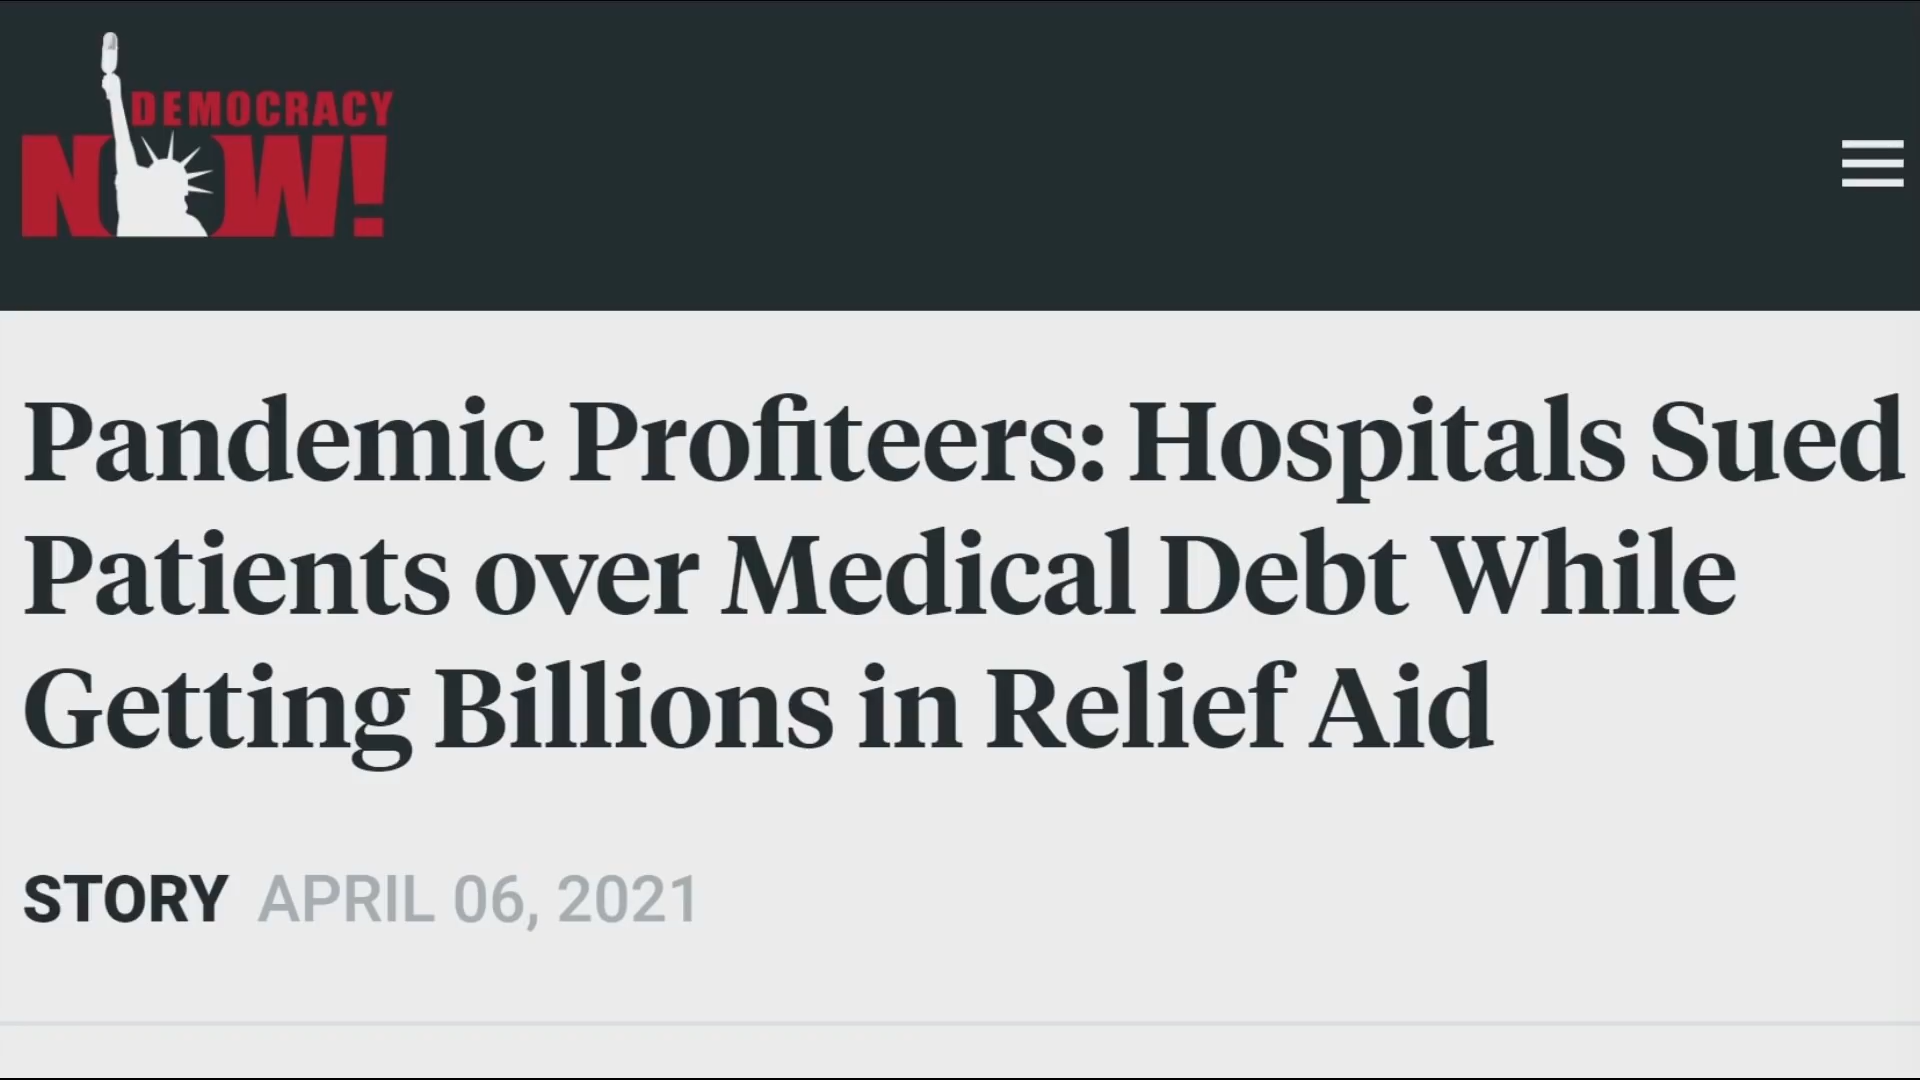 DEMOCRACY
NOW!
Pandemic Profiteers: Hospitals Sued
Patients over Medical Debt While
Getting Billions in Relief Aid
STORY APRIL 06, 2021